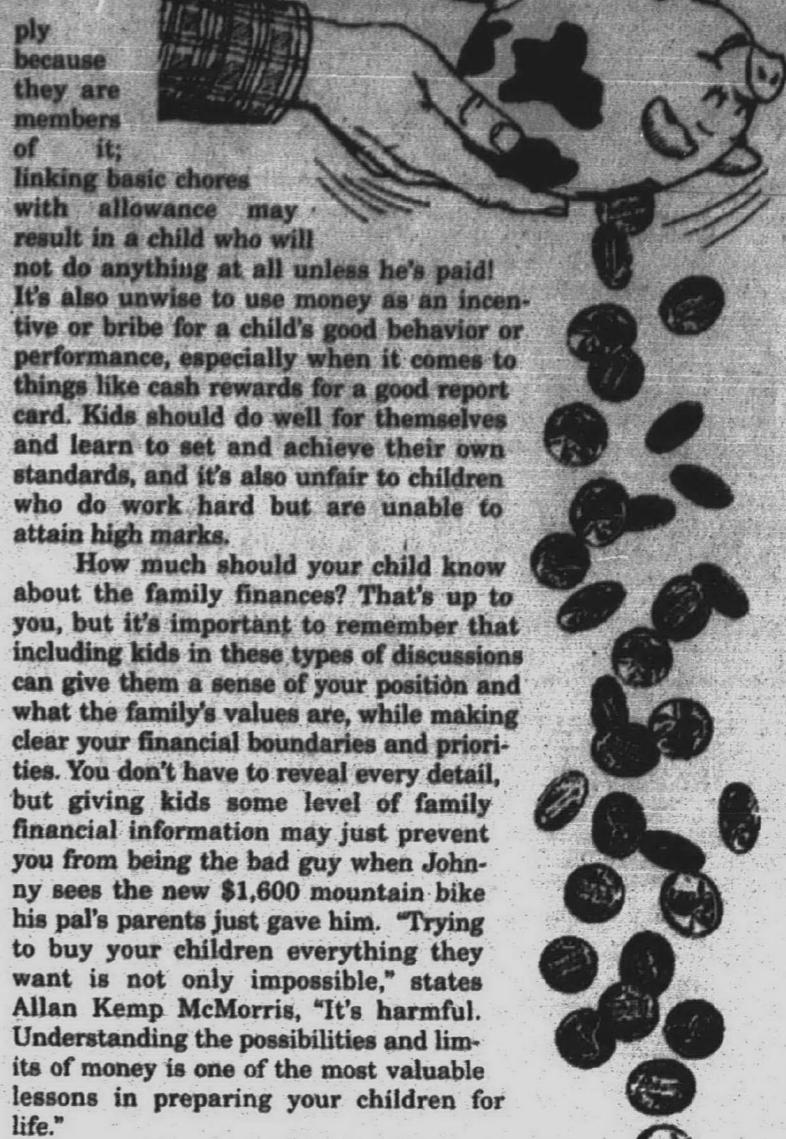 ply
because
they are
members
of it;
linking basic chores
with allowance may
result in a child who will
not do anything at all unless he's paid!
It's also unwise to use money as an incen-
tive or bribe for a child's good behavior or
performance, especially when it comes to
things like cash rewards for a good report
card. Kids should do well for themselves
and learn to set and achieve their own
standards, and it's also unfair to children
who do work hard but are unable to
attain high marks.
How much should your child know
about the family finances? That's up to
you, but it's important to remember that
including kids in these types of discussions
can give them a sense of your position and
what the family's values are, while making
clear your financial boundaries and priori-
ties. You don't have to reveal every detail,
but giving kids some level of family
financial information may just prevent
you from being the bad guy when John-
ny sees the new $1,600 mountain bike
his pal's parents just gave him. "Trying
to buy your children everything they
want is not only impossible," states
Allan Kemp McMorris, "It's harmful.
Understanding the possibilities and lim-
its of money is one of the most valuable
lessons in preparing your children for
life."